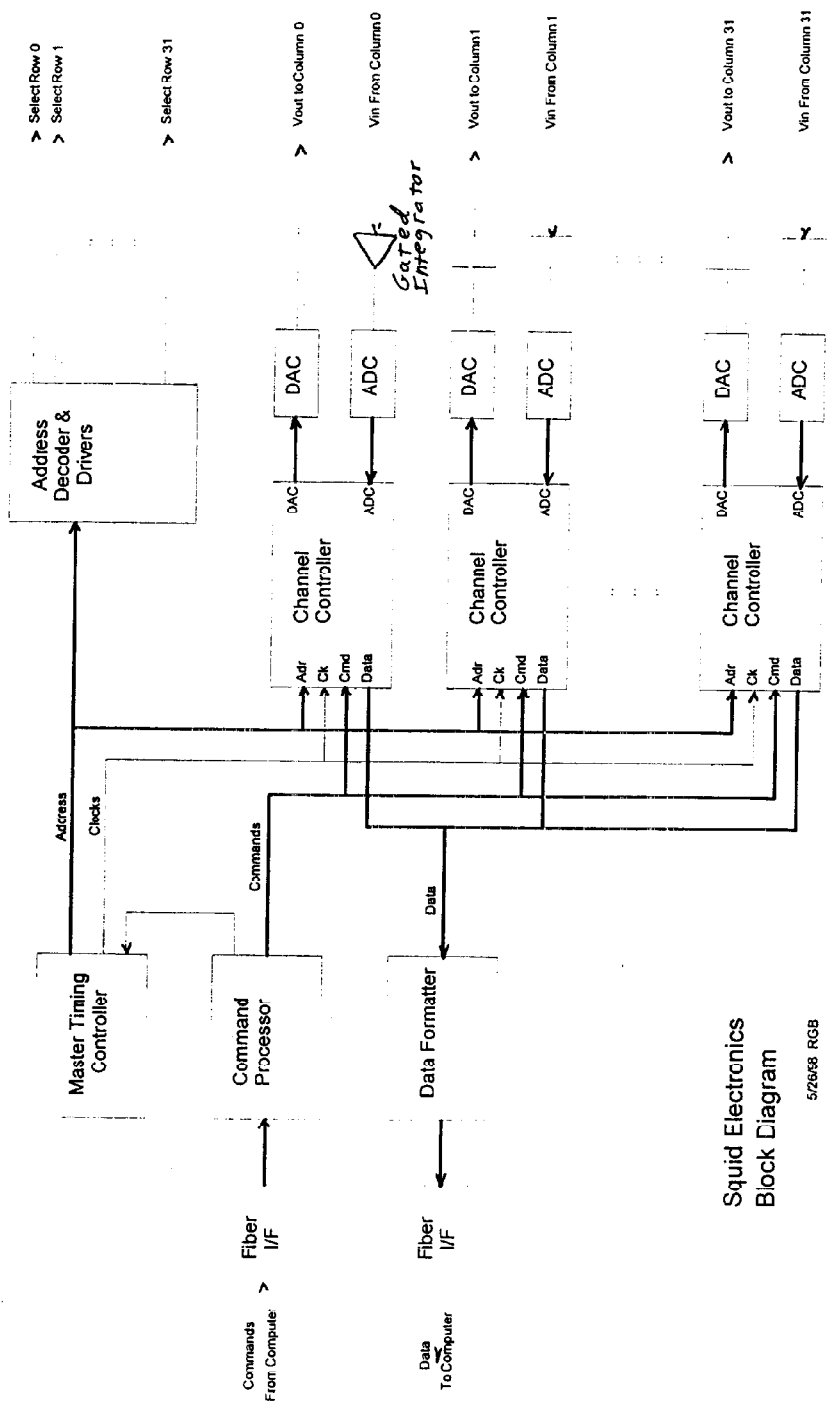 > Select Row 0
> Select Row 1
> Select Row 31
Address
Decoder &
Drivers
Master Timing
Controller
Address
Clocks
Commands
From Computer
>
Fiber
I/F
Command
Processor
Commands
Adr
Ck
Cmd
Data
Channel
Controller
DAC
ADC
DAC
ADC
> Vout to Column 0
Vin From Column 0
Gated
Integrator
Adr
Ck
Cmd
Data
Channel
Controller
DAC
ADC
DAC
ADC
> Vout to Column 1
Vin From Column 1
Data
To Computer
Fiber
I/F
Data Formatter
Data
Adr
Ck
Cmd
Data
Channel
Controller
DAC
ADC
DAC
ADC
> Vout to Column 31
Vin From Column 31
Squid Electronics
Block Diagram
5/26/98 RGB